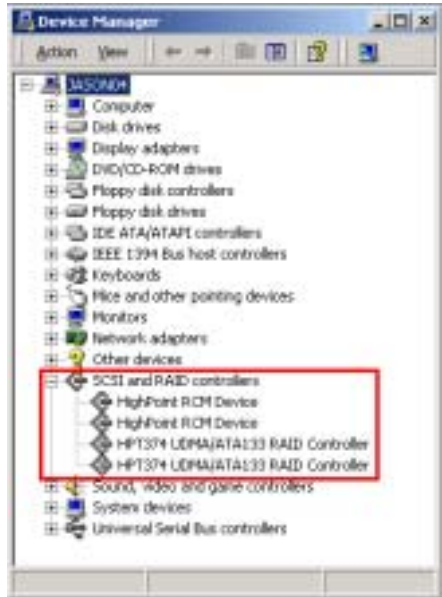 Device Manager
Action View
JASON04
Computer
Disk drives
Display adapters
DVD/CD-ROM drives
Floppy disk controllers
Floppy disk drives
IDE ATA/ATAPI controllers
IEEE 1394 Bus host controllers
Keyboards
Mice and other pointing devices
Monitors
Network adapters
Other devices
SCSI and RAID controllers
HighPoint RCM Device
HighPoint RCM Device
HPT374 UDMA/ATA133 RAID Controller
HPT374 UDMA/ATA133 RAID Controller
Sound, video and game controllers
System devices
Universal Serial Bus controllers